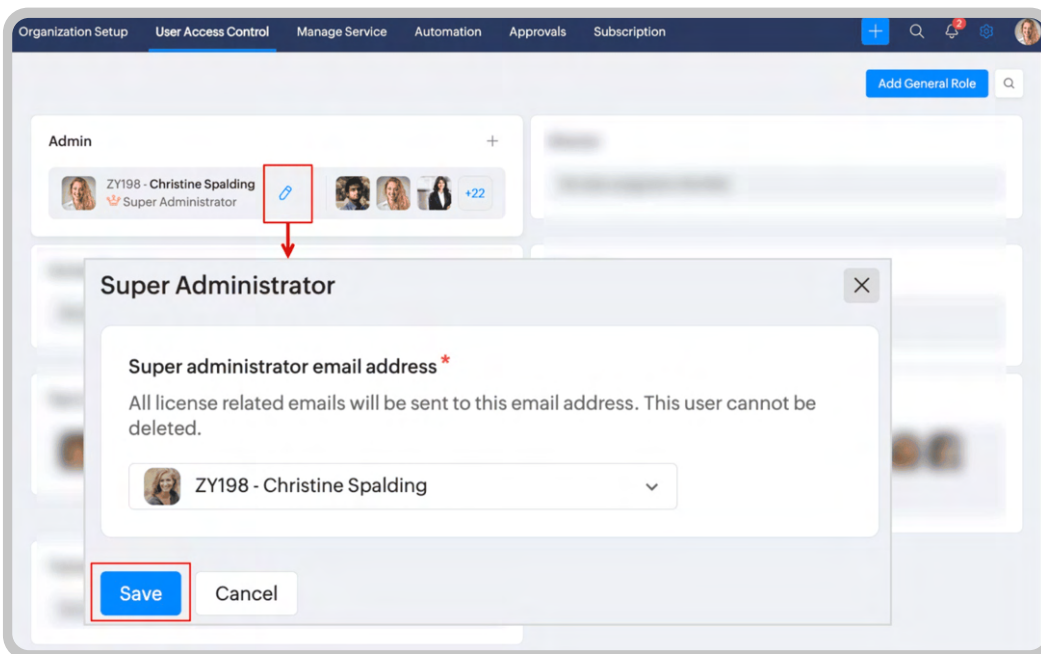 Organization Setup User Access Control Manage Service Automation Approvals Subscription 2
Add General Role
Admin
ZY198 - Christine Spalding
Super Administrator
+22
Super Administrator
Super administrator email address *
All license related emails will be sent to this email address. This user cannot be
deleted.
ZY198 - Christine Spalding
Save Cancel